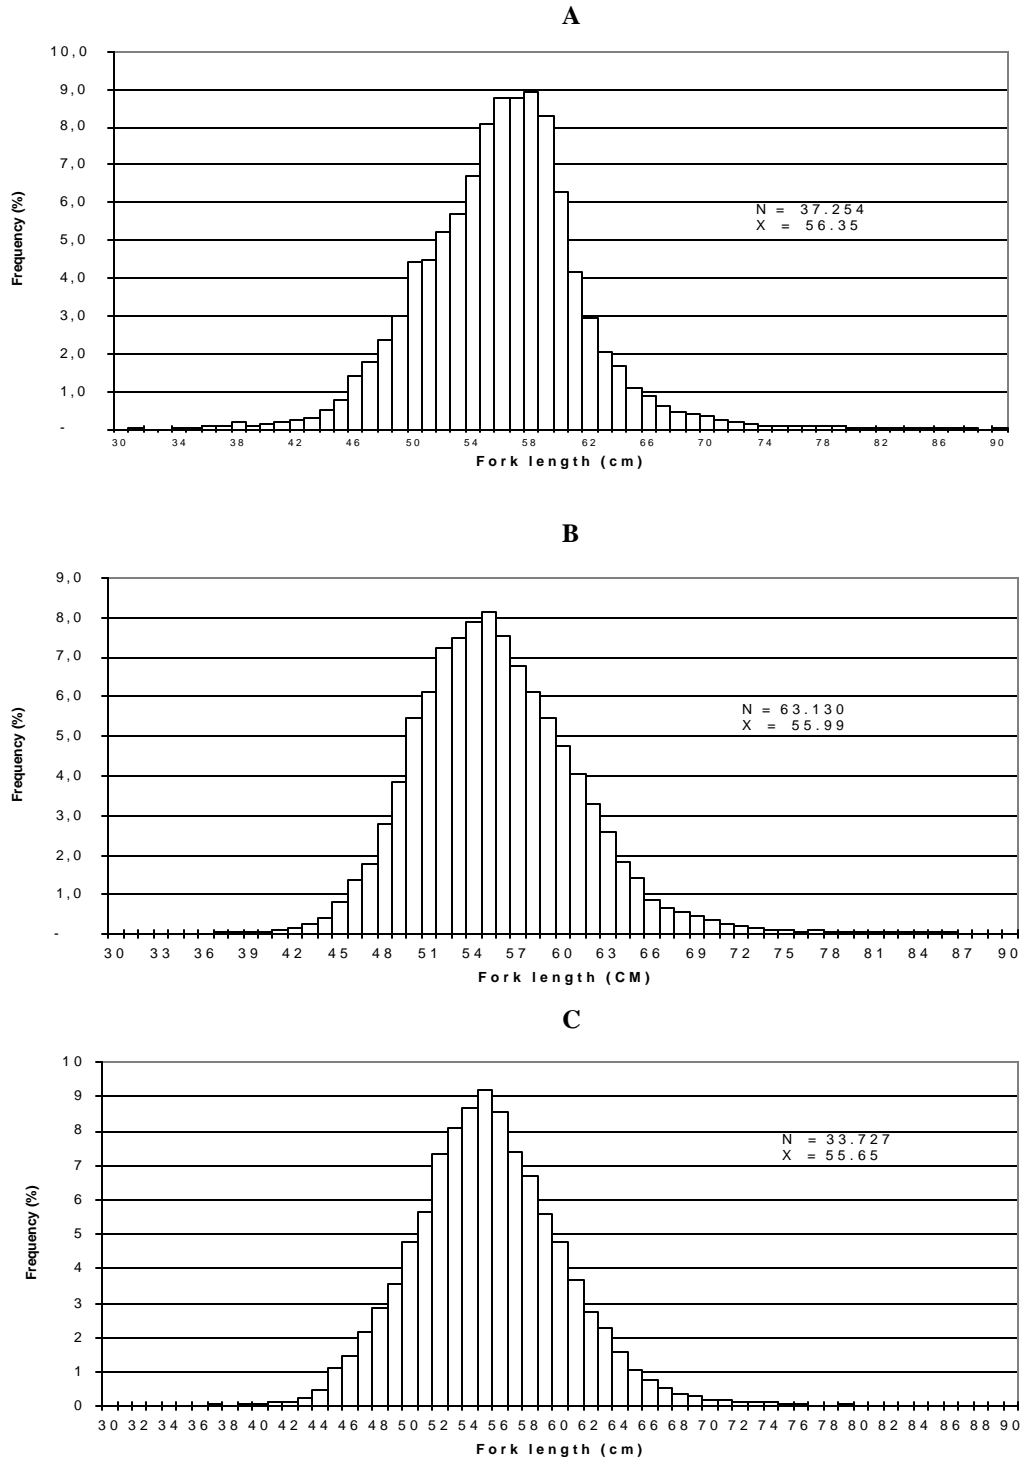 A
10,0
9,0
8,0
7,0
6,0
5,0
4,0
3,0
2,0
1,0
-
Frequency (%)
N = 37.254
X = 56.35
30 34 38 42 46 50 54 58 62 66 70 74 78 82 86 90
Fork length (cm)
B
9,0
8,0
7,0
6,0
5,0
4,0
3,0
2,0
1,0
-
Frequency (%)
N = 63.130
X = 55.99
30 33 36 39 42 45 48 51 54 57 60 63 66 69 72 75 78 81 84 87 90
Fork length (CM)
C
10
9
8
7
6
5
4
3
2
1
0
Frequency (%)
N = 33.727
X = 55.65
30 32 34 36 38 40 42 44 46 48 50 52 54 56 58 60 62 64 66 68 70 72 74 76 78 80 82 84 86 88 90
Fork length (cm)